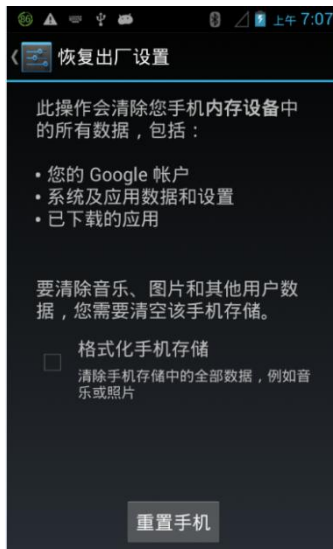 86
上午 7:07
恢复出厂设置
此操作会清除您手机内存设备中
的所有数据，包括：
• 您的 Google 帐户
• 系统及应用数据和设置
• 已下载的应用
要清除音乐、图片和其他用户数
据，您需要清空该手机存储。
格式化手机存储
清除手机存储中的全部数据，例如音
乐或照片
重置手机